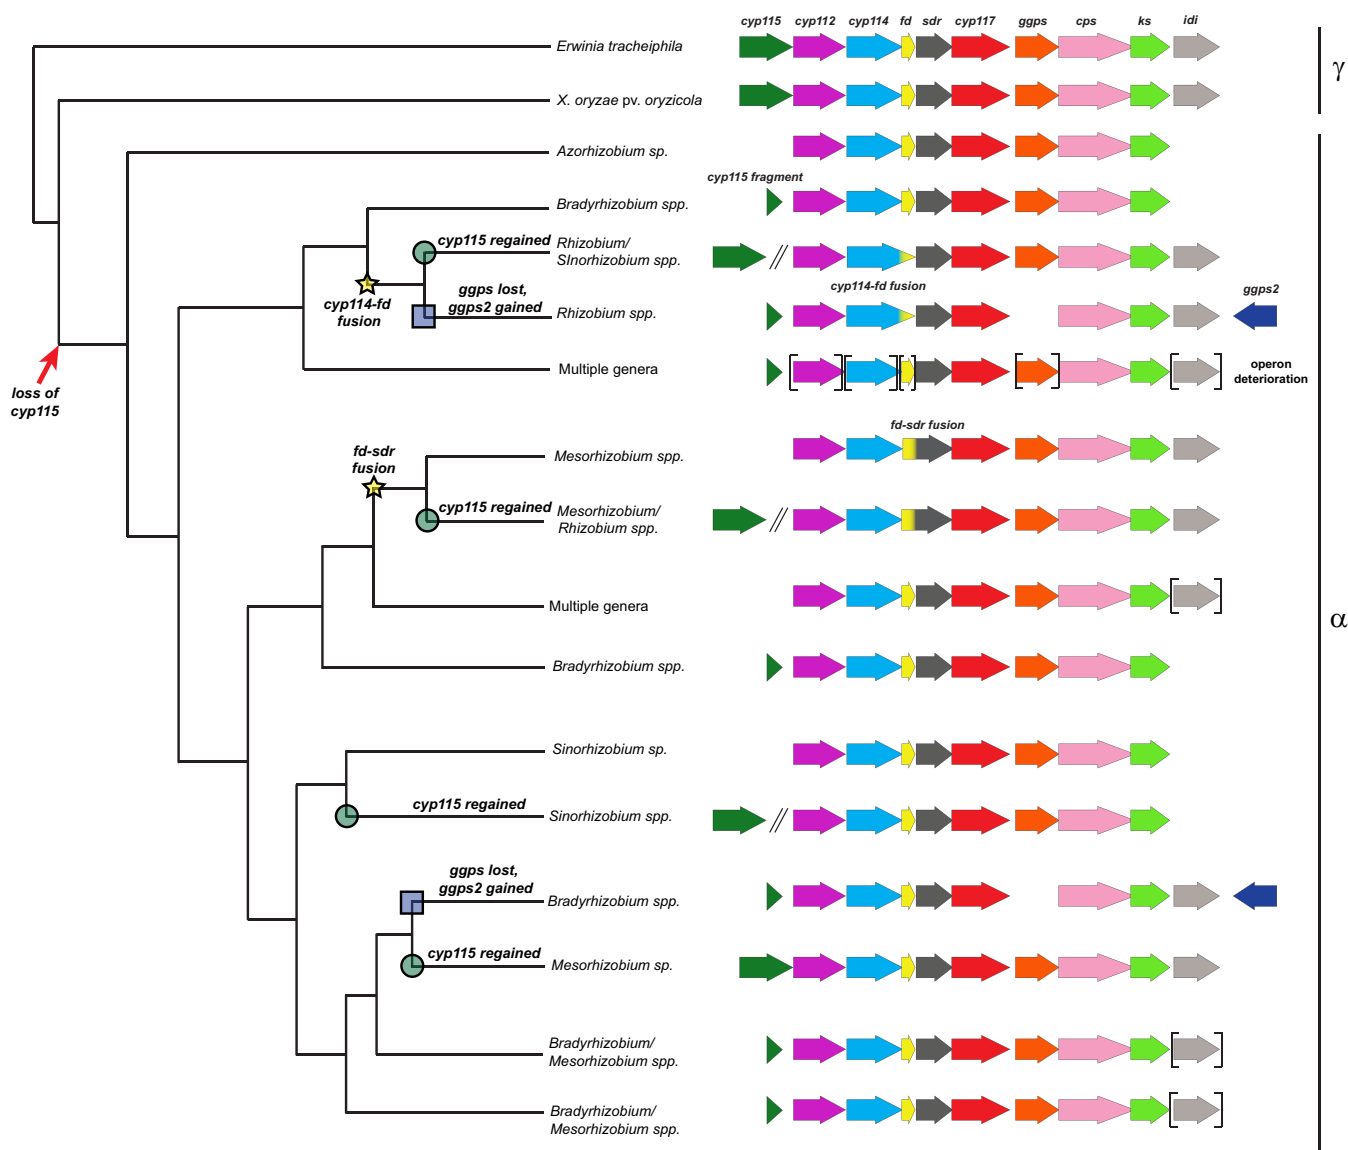 cyp115 cyp112 cyp114 fd sdr cyp117 ggps cps ks idi
Erwinia tracheiphila
γ
X. oryzae pv. oryzicola
Azorhizobium sp.
cyp115 fragment
Bradyrhizobium spp.
cyp115 regained
Rhizobium/
SInorhizobium spp.
cyp114-fd
fusion
ggps lost,
ggps2 gained
Rhizobium spp.
cyp114-fd fusion
ggps2
Multiple genera
operon
deterioration
loss of
cyp115
fd-sdr fusion
fd-sdr
fusion
Mesorhizobium spp.
cyp115 regained
Mesorhizobium/
Rhizobium spp.
Multiple genera
α
Bradyrhizobium spp.
Sinorhizobium sp.
cyp115 regained
Sinorhizobium spp.
ggps lost,
ggps2 gained
Bradyrhizobium spp.
cyp115 regained
Mesorhizobium sp.
Bradyrhizobium/
Mesorhizobium spp.
Bradyrhizobium/
Mesorhizobium spp.